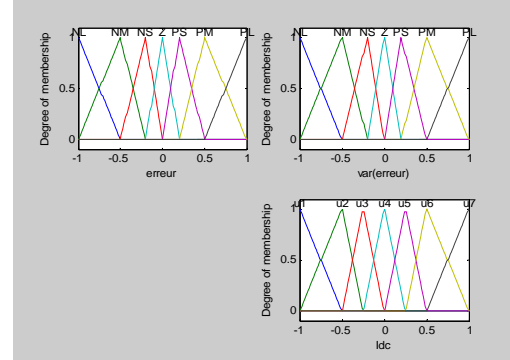 NL NM NS Z PS PM PL
1
0.5
0
Degree of membership
-1 -0.5 0 0.5 1
erreur
NL NM NS Z PS PM PL
1
0.5
0
Degree of membership
-1 -0.5 0 0.5 1
var(erreur)
u1 u2 u3 u4 u5 u6 u7
1
0.5
0
Degree of membership
-1 -0.5 0 0.5 1
Idc